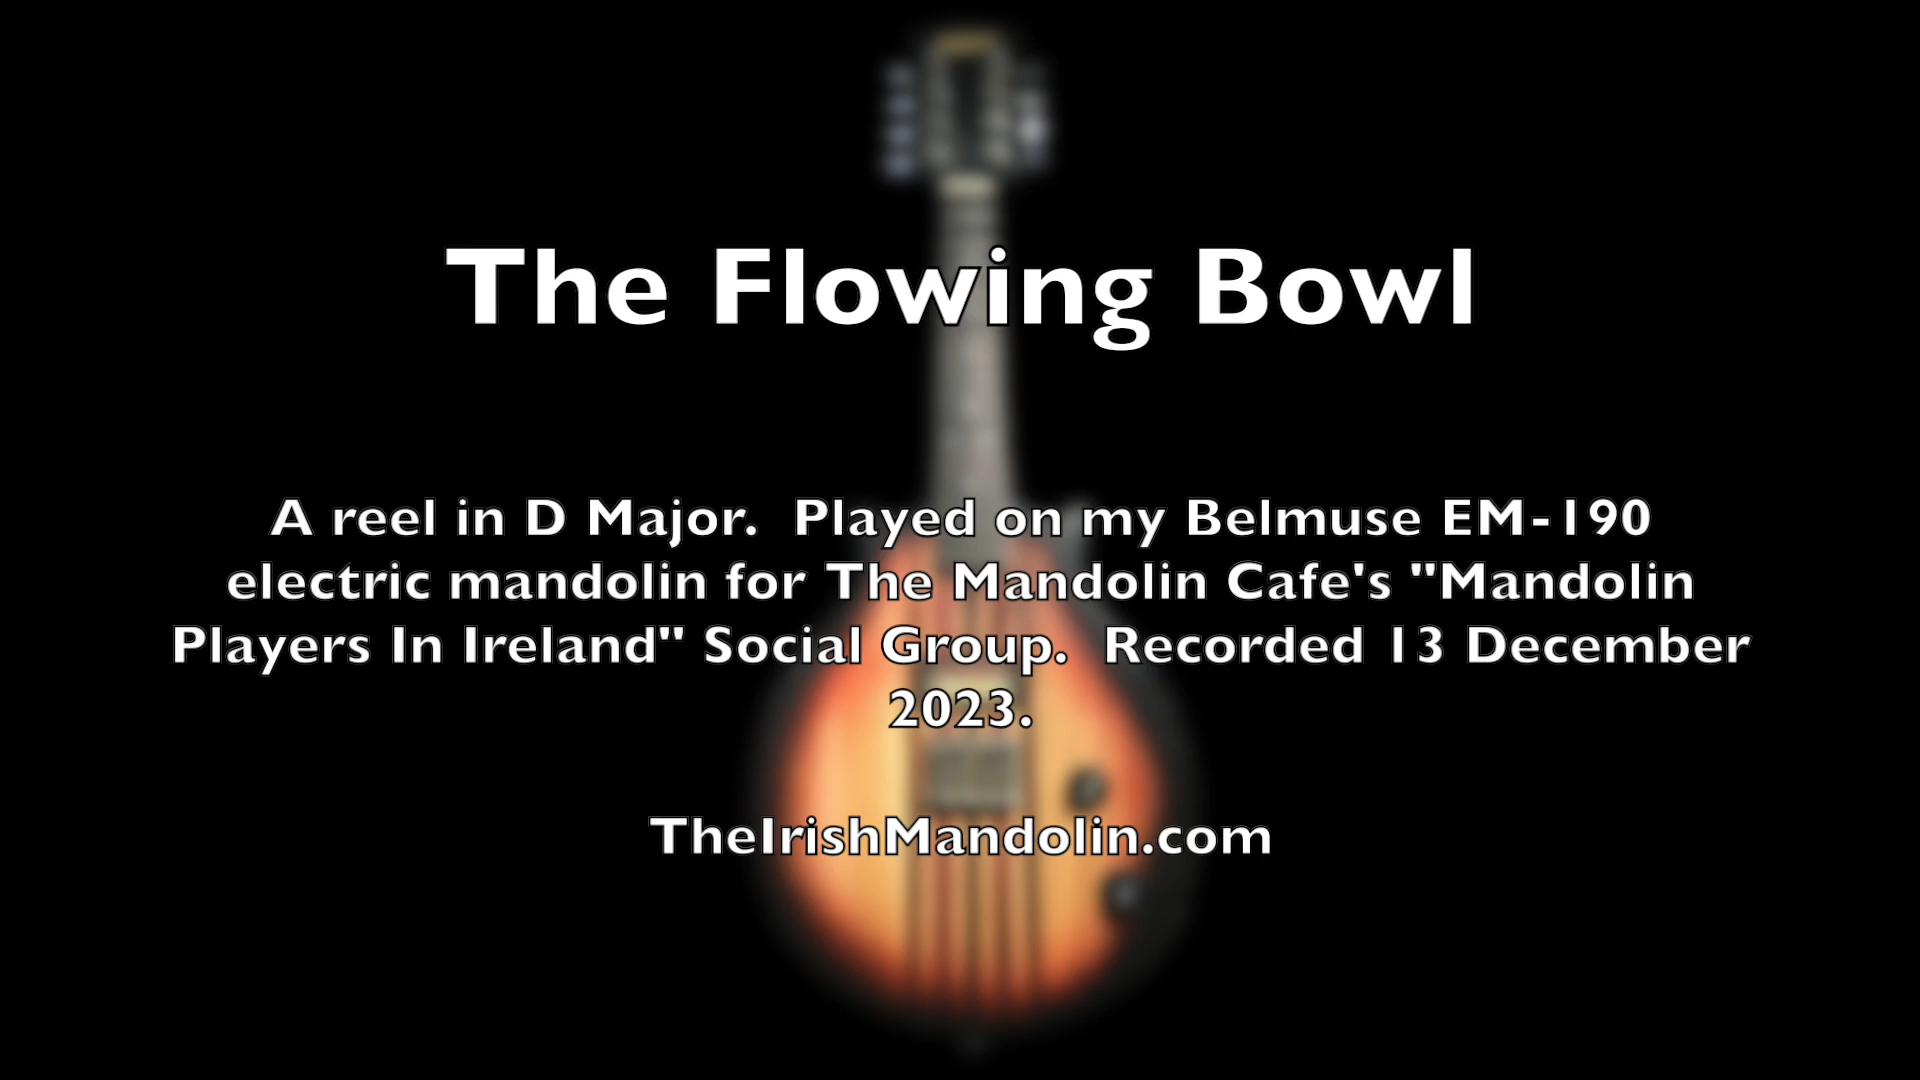 The Flowing Bowl
A reel in D Major.  Played on my Belmuse EM-190
electric mandolin for The Mandolin Cafe's "Mandolin
Players In Ireland" Social Group.  Recorded 13 December
2023.
TheIrishMandolin.com